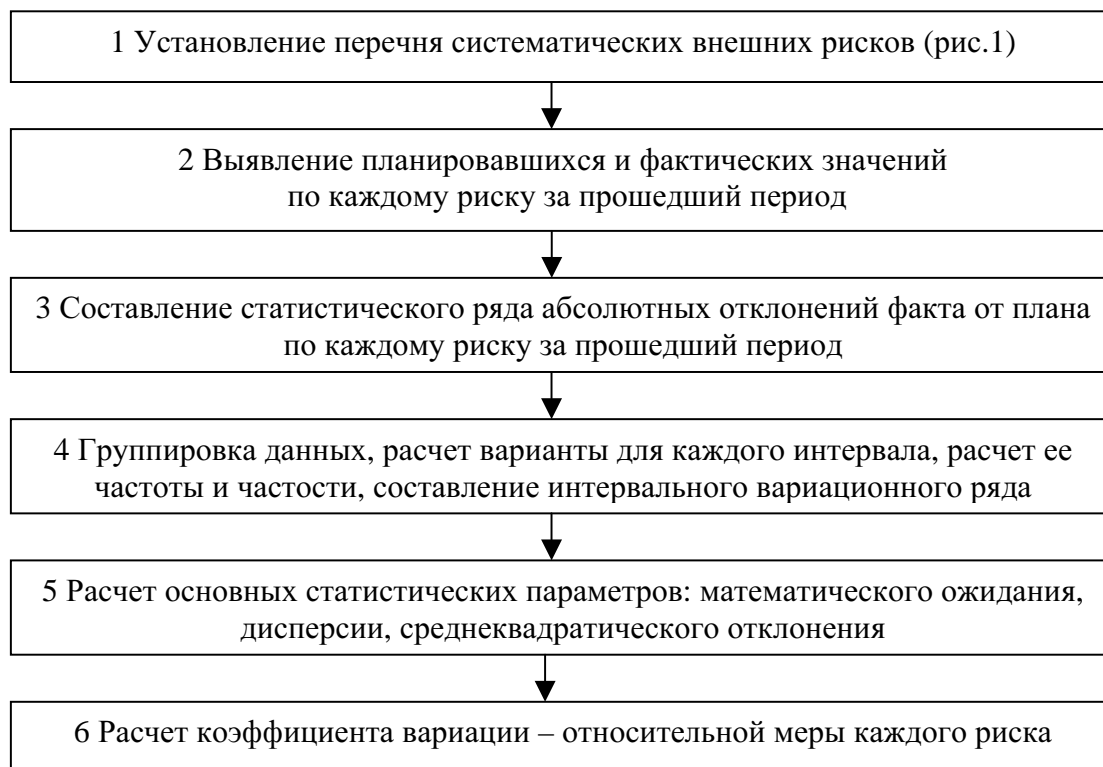 1 Установление перечня систематических внешних рисков (рис.1)
2 Выявление планировавшихся и фактических значений
по каждому риску за прошедший период
3 Составление статистического ряда абсолютных отклонений факта от плана
по каждому риску за прошедший период
4 Группировка данных, расчет варианты для каждого интервала, расчет ее
частоты и частости, составление интервального вариационного ряда
5 Расчет основных статистических параметров: математического ожидания,
дисперсии, среднеквадратического отклонения
6 Расчет коэффициента вариации – относительной меры каждого риска